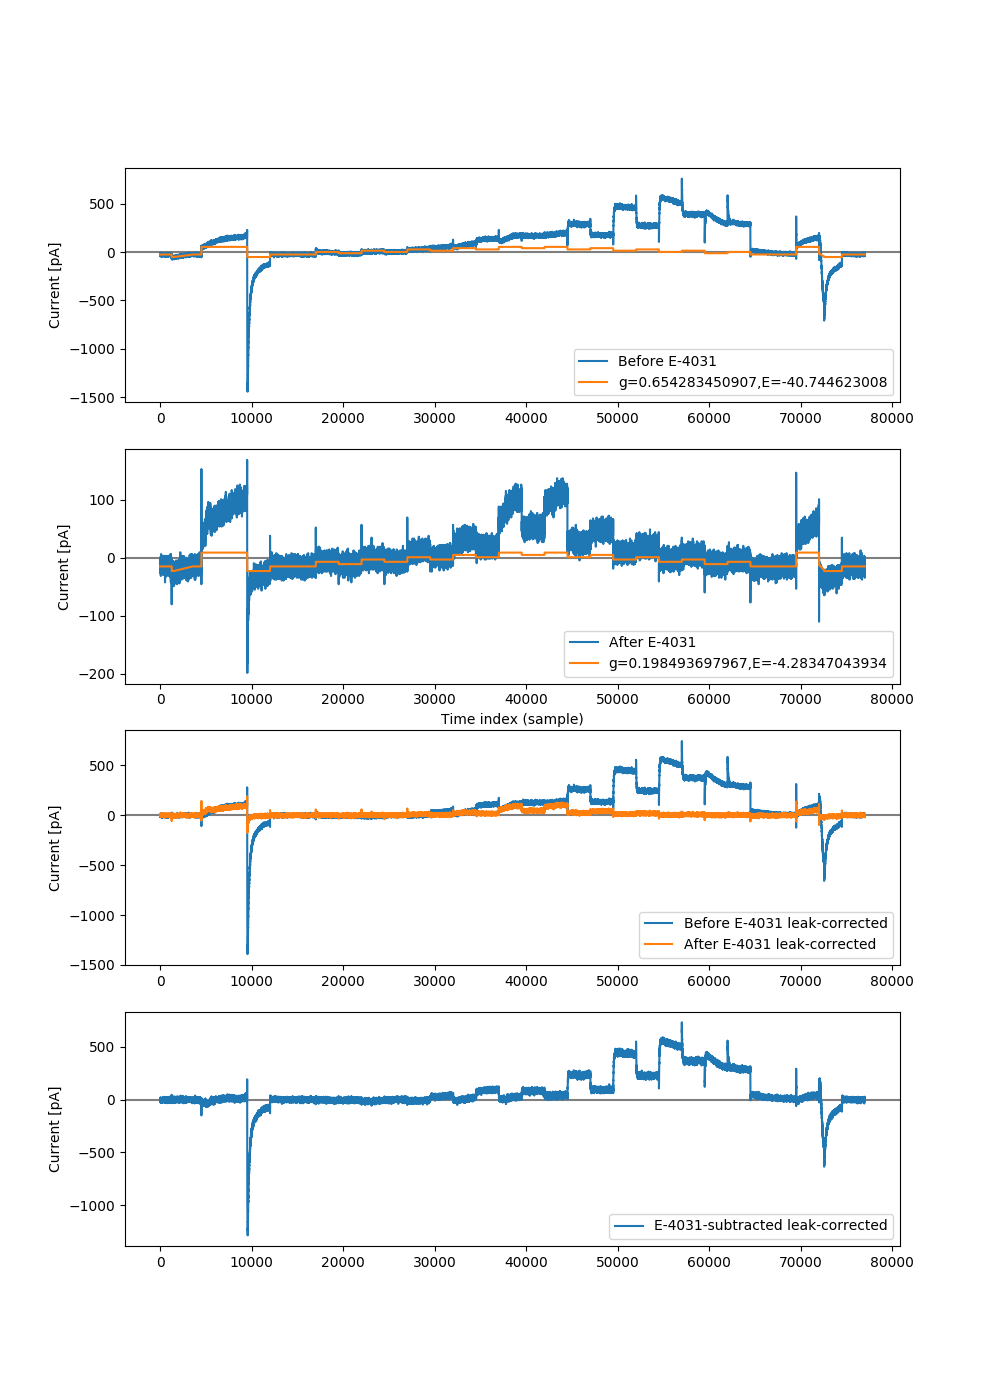 500
0
−500
−1000
−1500
Current [pA]
Before E-4031
g=0.654283450907,E=-40.744623008
0 10000 20000 30000 40000 50000 60000 70000 80000
100
0
−100
−200
Current [pA]
After E-4031
g=0.198493697967,E=-4.28347043934
0 10000 20000 30000 40000 50000 60000 70000 80000
Time index (sample)
500
0
−500
−1000
−1500
Current [pA]
Before E-4031 leak-corrected
After E-4031 leak-corrected
0 10000 20000 30000 40000 50000 60000 70000 80000
500
0
−500
−1000
Current [pA]
E-4031-subtracted leak-corrected
0 10000 20000 30000 40000 50000 60000 70000 80000